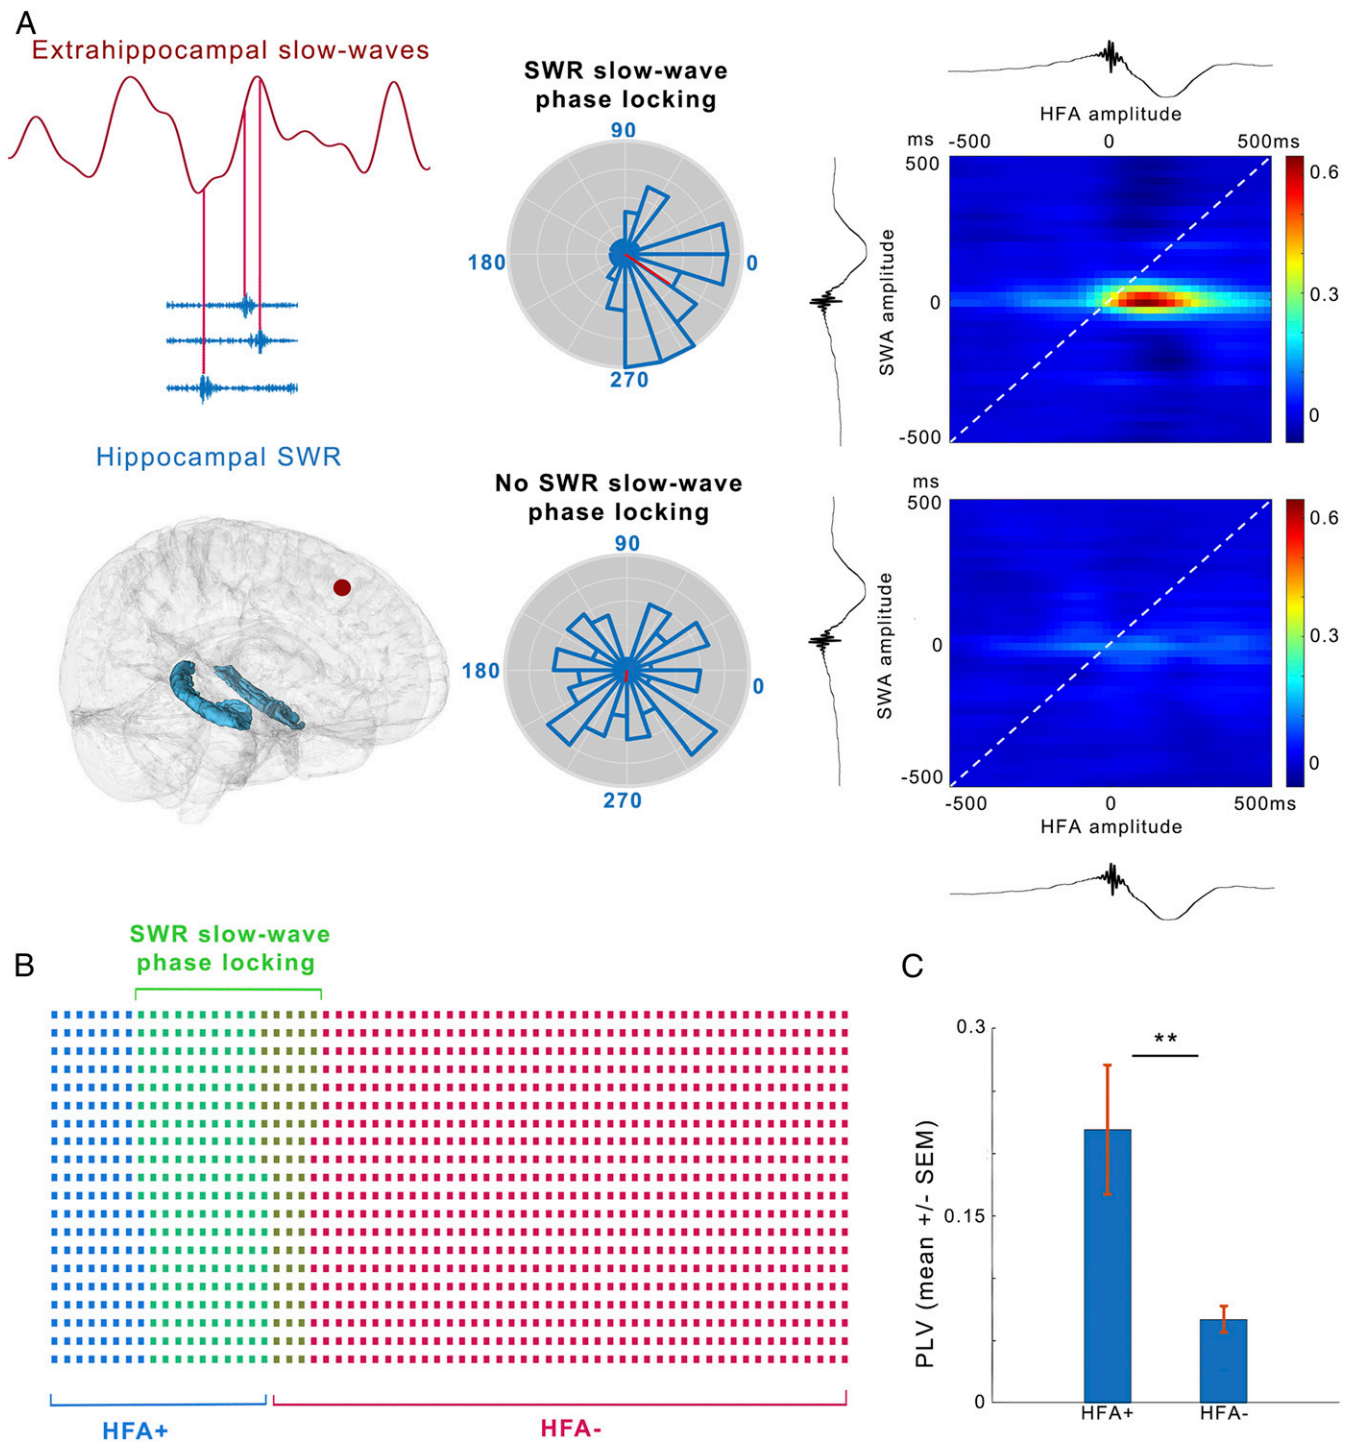 A
Extrahippocampal slow-waves
Hippocampal SWR
SWR slow-wave
phase locking
90
180
0
270
No SWR slow-wave
phase locking
90
180
0
270
HFA amplitude
ms
-500
0
500ms
500
0
-500
SWA amplitude
0.6
0.3
0
ms
500
0
-500
SWA amplitude
-500
0
500ms
HFA amplitude
0.6
0.3
0
B
SWR slow-wave
phase locking
HFA+
HFA-
C
0.3
0.15
0
PLV (mean +/- SEM)
**
HFA+
HFA-